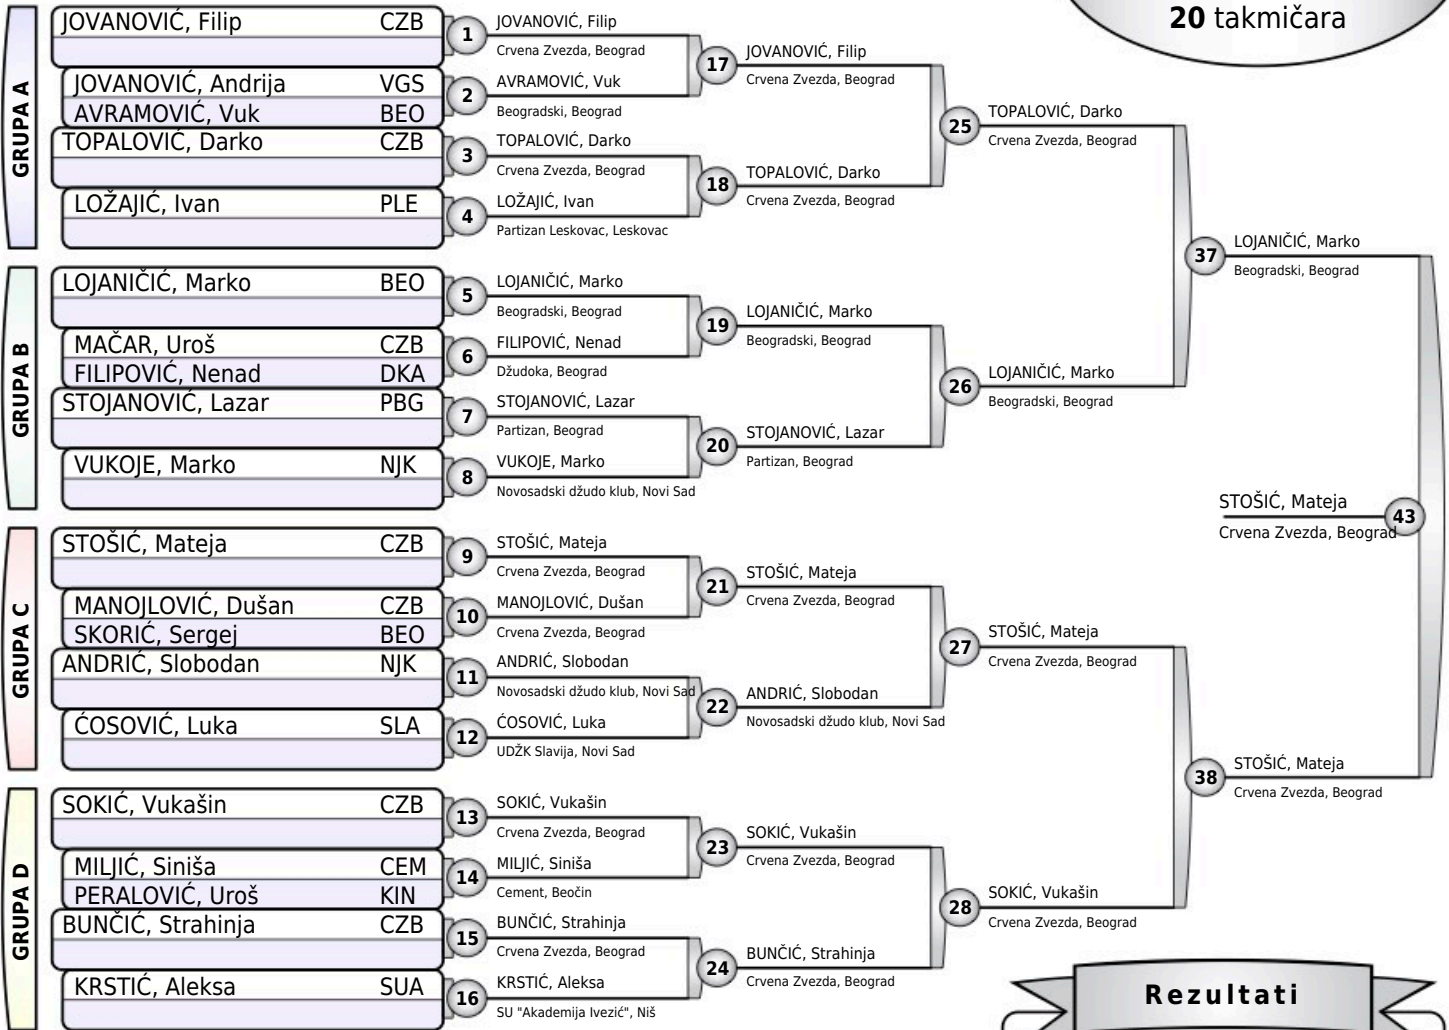 20 takmičara
GRUPA A
JOVANOVIĆ, Filip CZB
JOVANOVIĆ, Andrija VGS
AVRAMOVIĆ, Vuk BEO
TOPALOVIĆ, Darko CZB
LOŽAJIĆ, Ivan PLE
GRUPA B
LOJANIČIĆ, Marko BEO
MAČAR, Uroš CZB
FILIPOVIĆ, Nenad DKA
STOJANOVIĆ, Lazar PBG
VUKOJE, Marko NJK
GRUPA C
STOŠIĆ, Mateja CZB
MANOJLOVIĆ, Dušan CZB
SKORIĆ, Sergej BEO
ANDRIĆ, Slobodan NJK
ĆOSOVIĆ, Luka SLA
GRUPA D
SOKIĆ, Vukašin CZB
MILJIĆ, Siniša CEM
PERALOVIĆ, Uroš KIN
BUNČIĆ, Strahinja CZB
KRSTIĆ, Aleksa SUA
1
JOVANOVIĆ, Filip
Crvena Zvezda, Beograd
2
AVRAMOVIĆ, Vuk
Beogradski, Beograd
3
TOPALOVIĆ, Darko
Crvena Zvezda, Beograd
4
LOŽAJIĆ, Ivan
Partizan Leskovac, Leskovac
5
LOJANIČIĆ, Marko
Beogradski, Beograd
6
FILIPOVIĆ, Nenad
Džudoka, Beograd
7
STOJANOVIĆ, Lazar
Partizan, Beograd
8
VUKOJE, Marko
Novosadski džudo klub, Novi Sad
9
STOŠIĆ, Mateja
Crvena Zvezda, Beograd
10
MANOJLOVIĆ, Dušan
Crvena Zvezda, Beograd
11
ANDRIĆ, Slobodan
Novosadski džudo klub, Novi Sad
12
ĆOSOVIĆ, Luka
UDŽK Slavija, Novi Sad
13
SOKIĆ, Vukašin
Crvena Zvezda, Beograd
14
MILJIĆ, Siniša
Cement, Beočin
15
BUNČIĆ, Strahinja
Crvena Zvezda, Beograd
16
KRSTIĆ, Aleksa
SU "Akademija Ivezić", Niš
17
JOVANOVIĆ, Filip
Crvena Zvezda, Beograd
18
TOPALOVIĆ, Darko
Crvena Zvezda, Beograd
19
LOJANIČIĆ, Marko
Beogradski, Beograd
20
STOJANOVIĆ, Lazar
Partizan, Beograd
21
STOŠIĆ, Mateja
Crvena Zvezda, Beograd
22
ANDRIĆ, Slobodan
Novosadski džudo klub, Novi Sad
23
SOKIĆ, Vukašin
Crvena Zvezda, Beograd
24
BUNČIĆ, Strahinja
Crvena Zvezda, Beograd
25
TOPALOVIĆ, Darko
Crvena Zvezda, Beograd
26
LOJANIČIĆ, Marko
Beogradski, Beograd
27
STOŠIĆ, Mateja
Crvena Zvezda, Beograd
28
SOKIĆ, Vukašin
Crvena Zvezda, Beograd
37
LOJANIČIĆ, Marko
Beogradski, Beograd
38
STOŠIĆ, Mateja
Crvena Zvezda, Beograd
STOŠIĆ, Mateja
43
Crvena Zvezda, Beograd
Rezultati